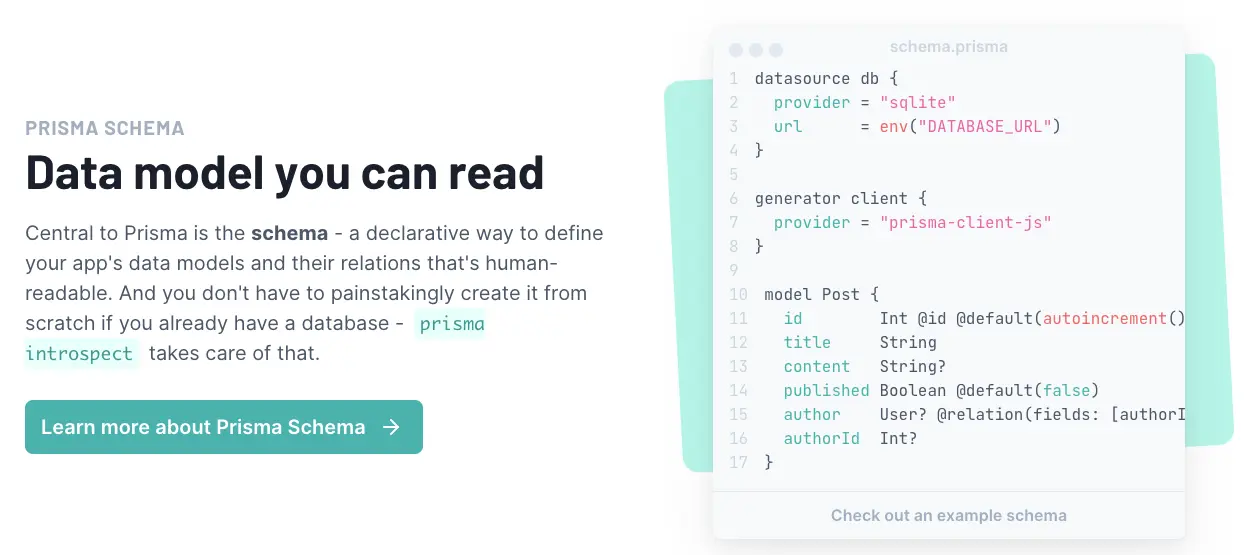 PRISMA SCHEMA
Data model you can read
Central to Prisma is the schema - a declarative way to define
your app's data models and their relations that's human-
readable. And you don't have to painstakingly create it from
scratch if you already have a database - prisma
introspect takes care of that.
Learn more about Prisma Schema →
schema.prisma
1 datasource db {
2   provider = "sqlite"
3   url      = env("DATABASE_URL")
4 }
5
6 generator client {
7   provider = "prisma-client-js"
8 }
9
10 model Post {
11   id        Int @id @default(autoincrement()
12   title     String
13   content   String?
14   published Boolean @default(false)
15   author    User? @relation(fields: [authorI
16   authorId  Int?
17 }
Check out an example schema